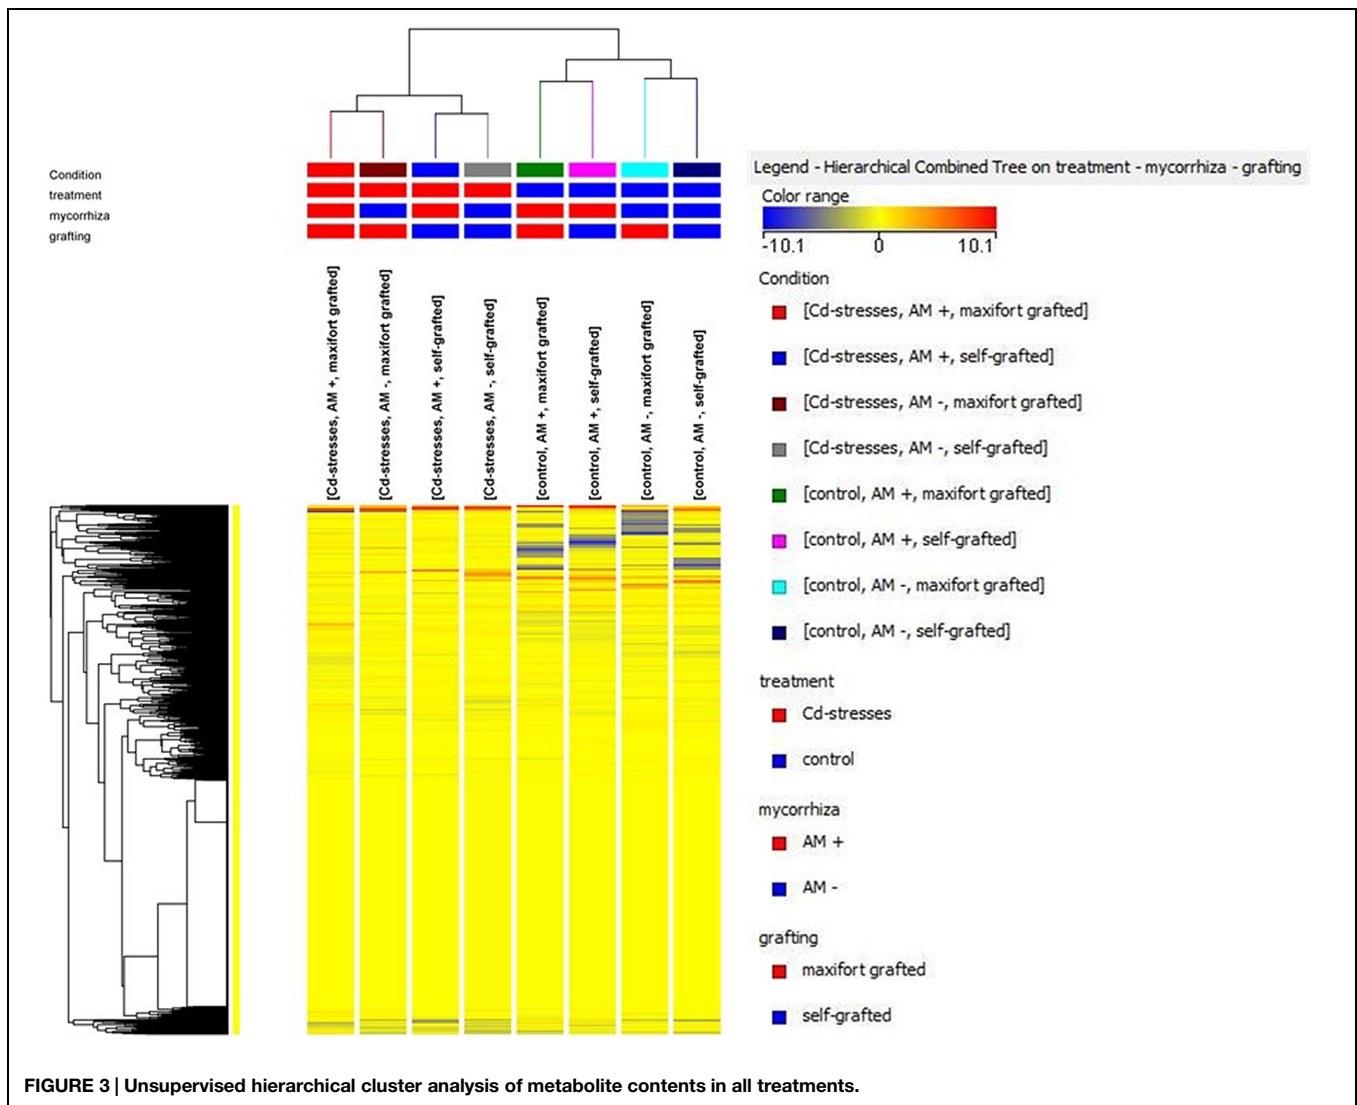 Condition
treatment
mycorrhiza
grafting
[Cd-stresses, AM +, maxifort grafted]
[Cd-stresses, AM -, maxifort grafted]
[Cd-stresses, AM +, self-grafted]
[Cd-stresses, AM -, self-grafted]
[control, AM +, maxifort grafted]
[control, AM +, self-grafted]
[control, AM -, maxifort grafted]
[control, AM -, self-grafted]
Legend - Hierarchical Combined Tree on treatment - mycorrhiza - grafting
Color range
-10.1 0 10.1
Condition
[Cd-stresses, AM +, maxifort grafted]
[Cd-stresses, AM +, self-grafted]
[Cd-stresses, AM -, maxifort grafted]
[Cd-stresses, AM -, self-grafted]
[control, AM +, maxifort grafted]
[control, AM +, self-grafted]
[control, AM -, maxifort grafted]
[control, AM -, self-grafted]
treatment
Cd-stresses
control
mycorrhiza
AM +
AM -
grafting
maxifort grafted
self-grafted
FIGURE 3 | Unsupervised hierarchical cluster analysis of metabolite contents in all treatments.